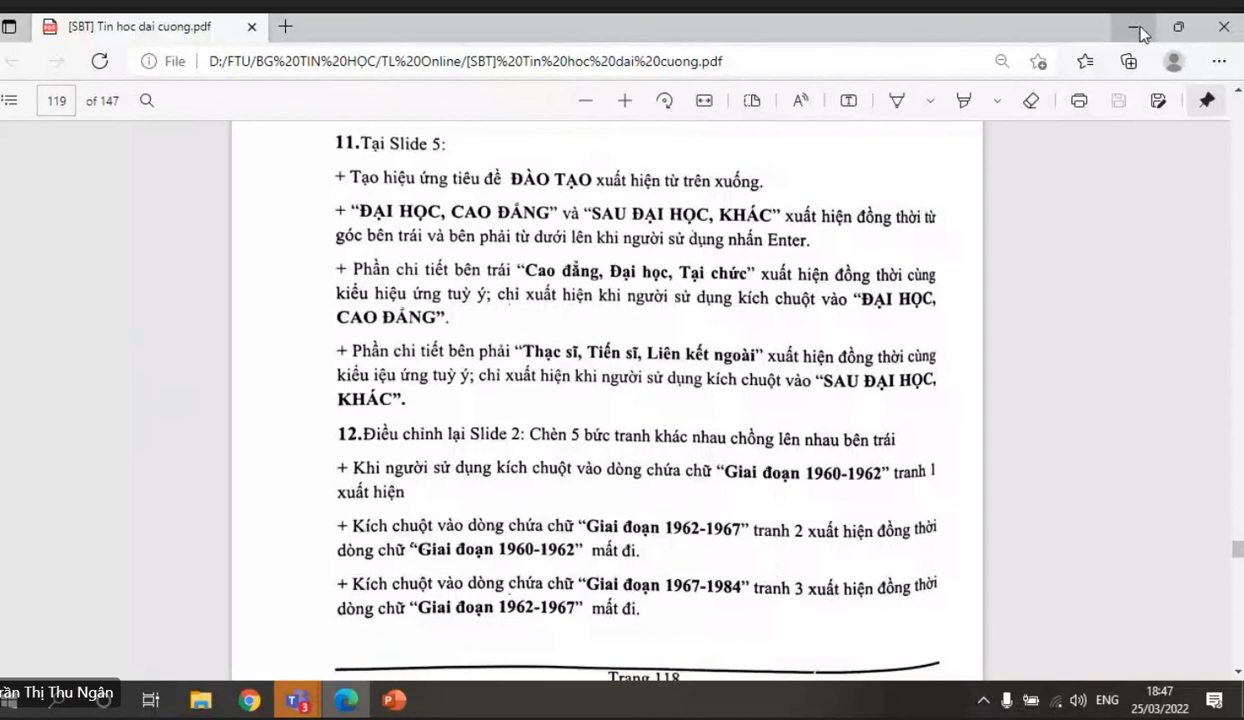 [SBT] Tin hoc dai cuong.pdf
File D:/FTU/BG%20TIN%20HỌC/TL%20Online/[SBT]%20Tin%20hoc%20dai%20cuong.pdf
119 of 147
11.Tại Slide 5:
+ Tạo hiệu ứng tiêu đề ĐÀO TẠO xuất hiện từ trên xuống.
+ “ĐẠI HỌC, CAO ĐẲNG” và “SAU ĐẠI HỌC, KHÁC” xuất hiện đồng thời từ
góc bên trái và bên phải từ dưới lên khi người sử dụng nhấn Enter.
+ Phần chi tiết bên trái “Cao đẳng, Đại học, Tại chức” xuất hiện đồng thời cùng
kiểu hiệu ứng tuỳ ý; chỉ xuất hiện khi người sử dụng kích chuột vào “ĐẠI HỌC,
CAO ĐẲNG”.
+ Phần chi tiết bên phải “Thạc sĩ, Tiến sĩ, Liên kết ngoài” xuất hiện đồng thời cùng
kiểu iệu ứng tuỳ ý; chỉ xuất hiện khi người sử dụng kích chuột vào “SAU ĐẠI HỌC,
KHÁC”.
12.Điều chỉnh lại Slide 2: Chèn 5 bức tranh khác nhau chồng lên nhau bên trái
+ Khi người sử dụng kích chuột vào dòng chứa chữ “Giai đoạn 1960-1962” tranh 1
xuất hiện
+ Kích chuột vào dòng chứa chữ “Giai đoạn 1962-1967” tranh 2 xuất hiện đồng thời
dòng chữ “Giai đoạn 1960-1962” mất đi.
+ Kích chuột vào dòng chứa chữ “Giai đoạn 1967-1984” tranh 3 xuất hiện đồng thời
dòng chữ “Giai đoạn 1962-1967” mất đi.
Trang 118
rần Thị Thu Ngân
ENG
18:47
25/03/2022